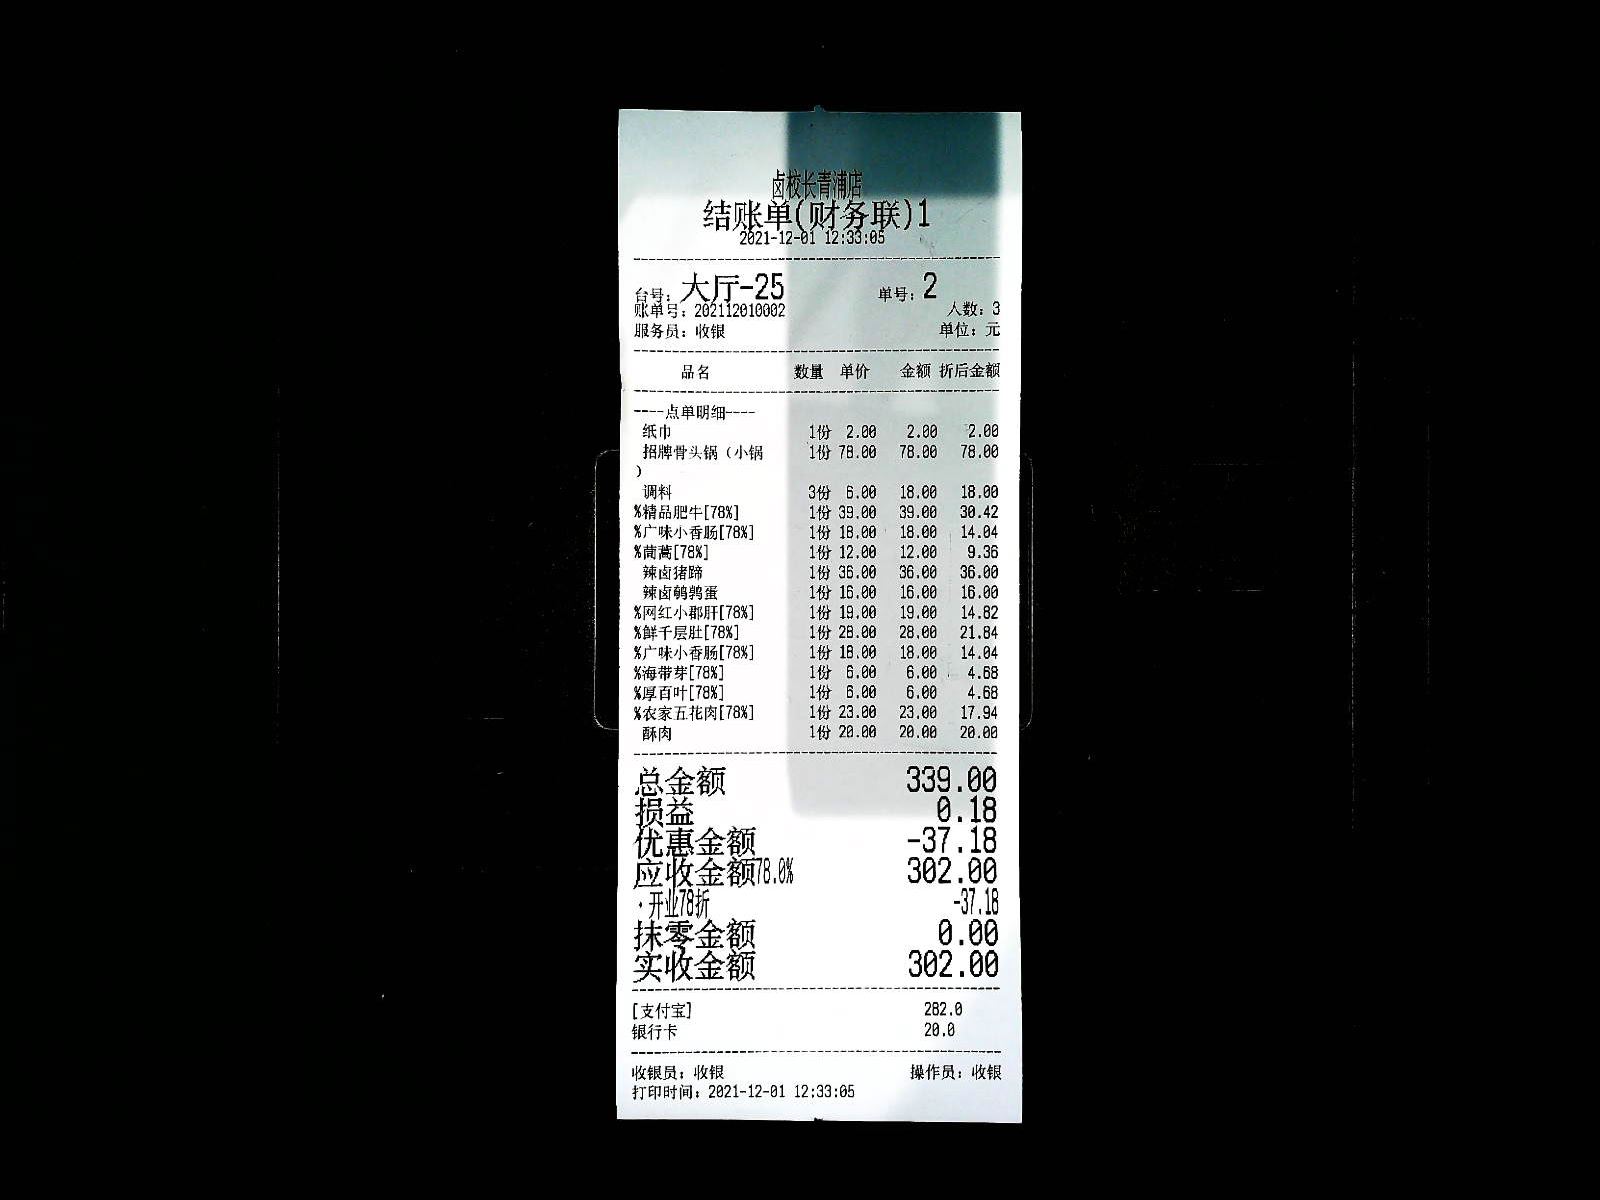 卤校长青浦店
结账单(财务联)1
2021-12-01 12:33:05
台号: 大厅-25 单号: 2
账单号: 202112010002 人数: 3
服务员: 收银 单位: 元
品名 数量 单价 金额 折后金额
----点单明细----
纸巾 1份 2.00 2.00 2.00
招牌骨头锅（小锅 1份 78.00 78.00 78.00
）
调料 3份 6.00 18.00 18.00
%精品肥牛[78%] 1份 39.00 39.00 30.42
%广味小香肠[78%] 1份 18.00 18.00 14.04
%茼蒿[78%] 1份 12.00 12.00 9.36
辣卤猪蹄 1份 36.00 36.00 36.00
辣卤鹌鹑蛋 1份 16.00 16.00 16.00
%网红小郡肝[78%] 1份 19.00 19.00 14.82
%鲜千层肚[78%] 1份 28.00 28.00 21.84
%广味小香肠[78%] 1份 18.00 18.00 14.04
%海带芽[78%] 1份 6.00 6.00 4.68
%厚百叶[78%] 1份 6.00 6.00 4.68
%农家五花肉[78%] 1份 23.00 23.00 17.94
酥肉 1份 20.00 20.00 20.00
总金额 339.00
损益 0.18
优惠金额 -37.18
应收金额78.0% 302.00
·开业78折 -37.18
抹零金额 0.00
实收金额 302.00
[支付宝] 282.0
银行卡 20.0
收银员: 收银 操作员: 收银
打印时间: 2021-12-01 12:33:05